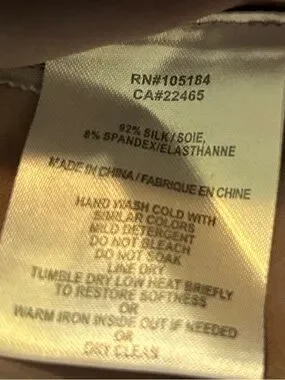 RN#105184
CA#22465
92% SILK/SOIE,
8% SPANDEX/ELASTHANNE
MADE IN CHINA / FABRIQUE EN CHINE
HAND WASH COLD WITH
SIMILAR COLORS
MILD DETERGENT
DO NOT BLEACH
DO NOT SOAK
LINE DRY
TUMBLE DRY LOW HEAT BRIEFLY
TO RESTORE SOFTNESS
OR
WARM IRON INSIDE OUT IF NEEDED
OR
DRY CLEAN